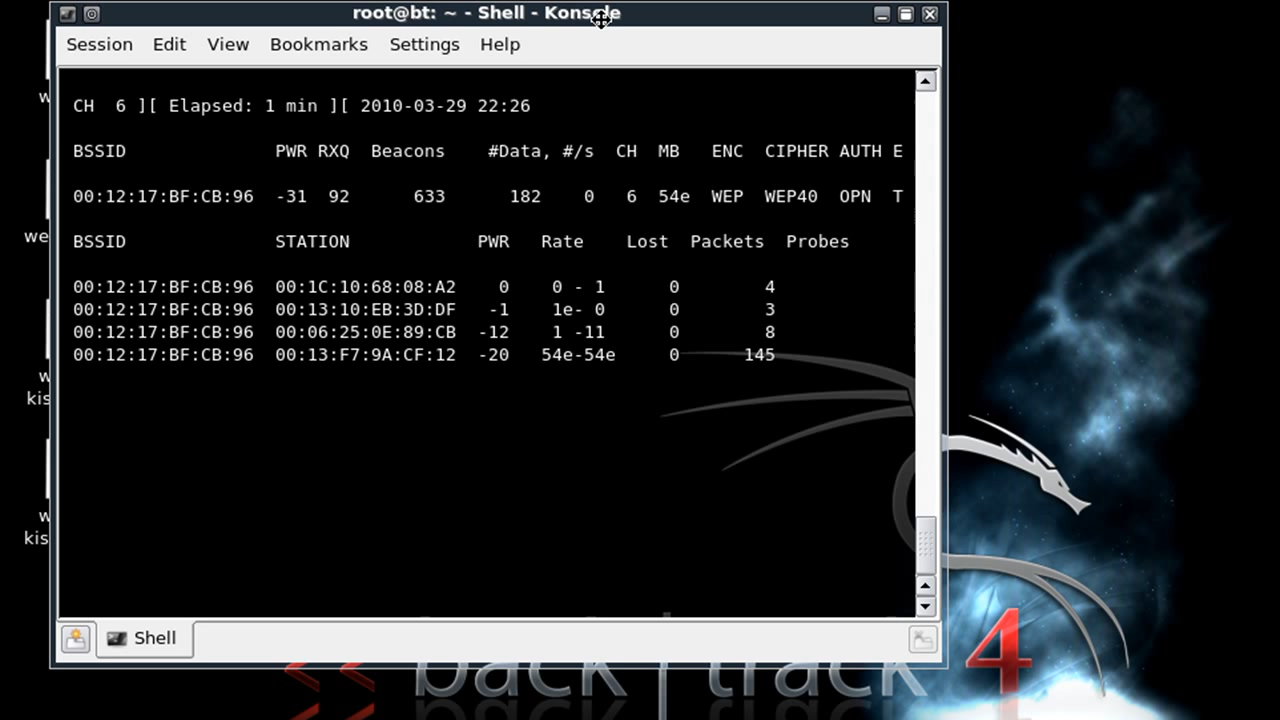 root@bt: ~ - Shell - Konsole
Session Edit View Bookmarks Settings Help
CH 6 ][ Elapsed: 1 min ][ 2010-03-29 22:26
BSSID PWR RXQ Beacons #Data, #/s CH MB ENC CIPHER AUTH E
00:12:17:BF:CB:96 -31 92 633 182 0 6 54e WEP WEP40 OPN T
BSSID STATION PWR Rate Lost Packets Probes
00:12:17:BF:CB:96 00:1C:10:68:08:A2 0 0 - 1 0 4
00:12:17:BF:CB:96 00:13:10:EB:3D:DF -1 1e- 0 0 3
00:12:17:BF:CB:96 00:06:25:0E:89:CB -12 1 -11 0 8
00:12:17:BF:CB:96 00:13:F7:9A:CF:12 -20 54e-54e 0 145
w
we
w
kis
w
kis
Shell
<< back | track 4